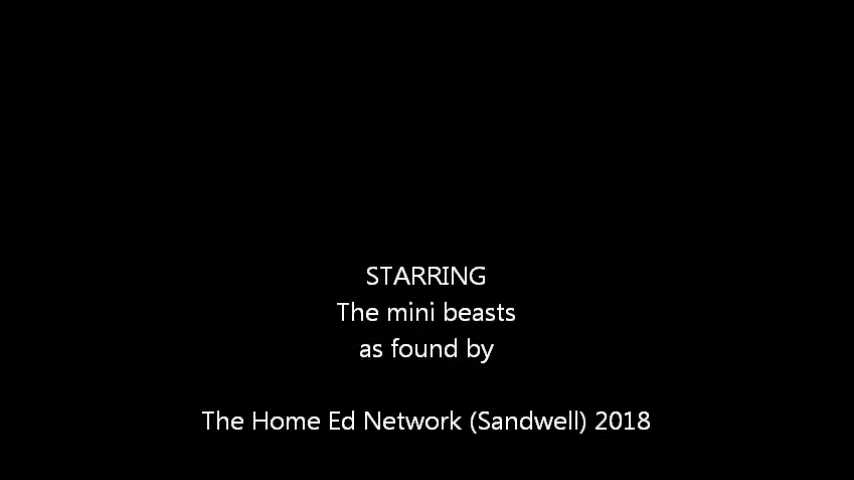 STARRING
The mini beasts
as found by
The Home Ed Network (Sandwell) 2018